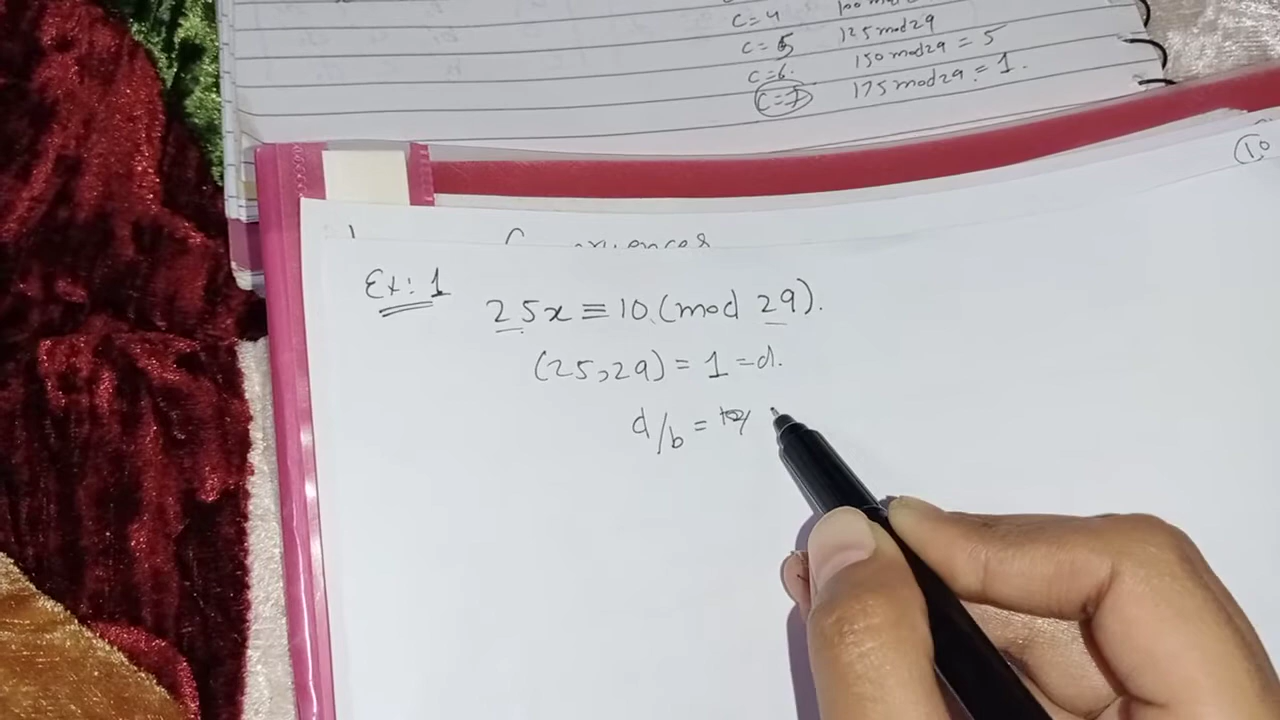 c=4
c=5 125 mod 29
c=6. 150 mod 29 = 5
c=7 175 mod 29 = 1.
10
Ex: 1
25x ≡ 10 (mod 29).
(25,29) = 1 = d.
d/b =